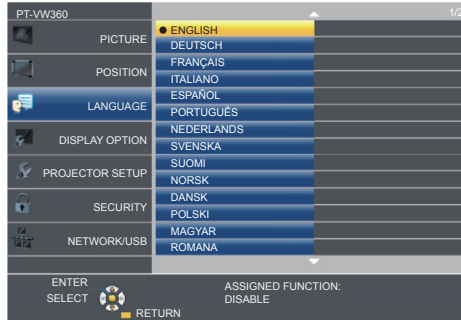 PT-VW360
1/2
PICTURE
POSITION
LANGUAGE
DISPLAY OPTION
PROJECTOR SETUP
SECURITY
NETWORK/USB
ENGLISH
DEUTSCH
FRANÇAIS
ITALIANO
ESPAÑOL
PORTUGUÊS
NEDERLANDS
SVENSKA
SUOMI
NORSK
DANSK
POLSKI
MAGYAR
ROMANA
ENTER
SELECT
RETURN
ASSIGNED FUNCTION:
DISABLE